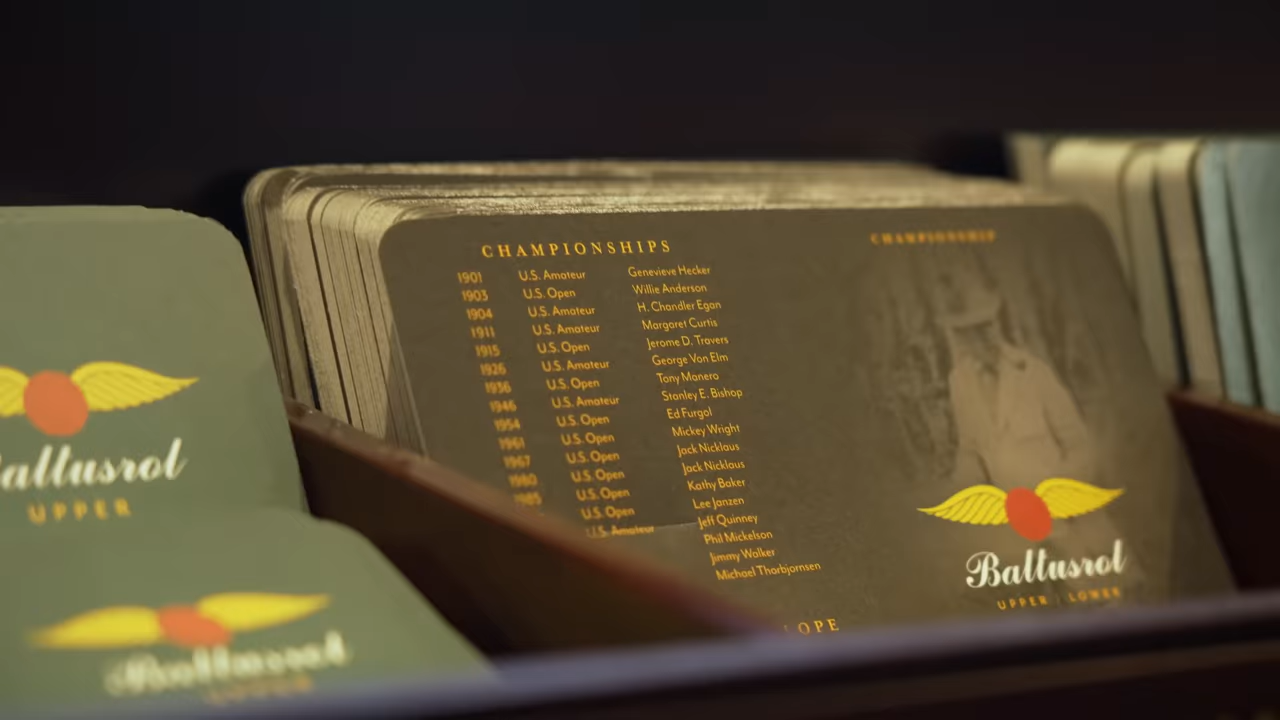 CHAMPIONSHIPS
1901 U.S. Amateur Genevieve Hecker
1903 U.S. Open Willie Anderson
1904 U.S. Amateur H. Chandler Egan
1911 U.S. Amateur Margaret Curtis
1915 U.S. Open Jerome D. Travers
1926 U.S. Amateur George Von Elm
1936 U.S. Open Tony Manero
1946 U.S. Amateur Stanley E. Bishop
1954 U.S. Open Ed Furgol
1961 U.S. Open Mickey Wright
1967 U.S. Open Jack Nicklaus
1980 U.S. Open Jack Nicklaus
1985 U.S. Open Kathy Baker
U.S. Open Lee Janzen
U.S. Amateur Jeff Quinney
Phil Mickelson
Jimmy Walker
Michael Thorbjornsen
CHAMPIONSHIP
Baltusrol
UPPER LOWER
Baltusrol
UPPER
Baltusrol
UPPER